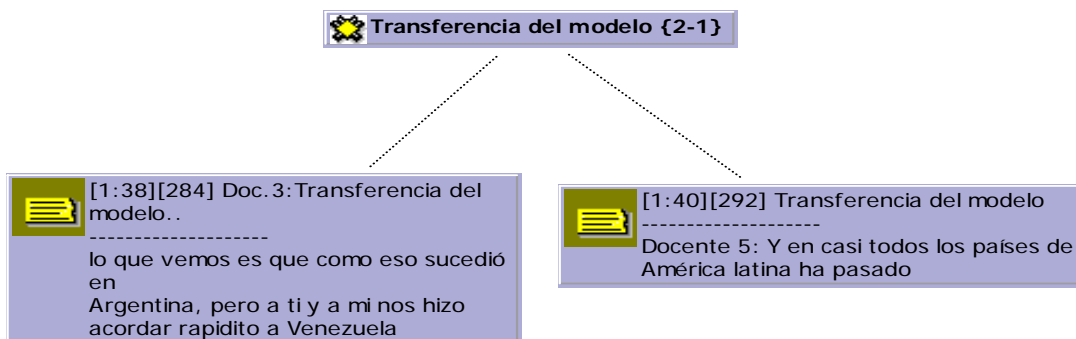 Transferencia del modelo {2-1}
[1:38][284] Doc.3:Transferencia del
modelo..
--------------------
lo que vemos es que como eso sucedió
en
Argentina, pero a ti y a mi nos hizo
acordar rapidito a Venezuela
[1:40][292] Transferencia del modelo
--------------------
Docente 5: Y en casi todos los países de
América latina ha pasado